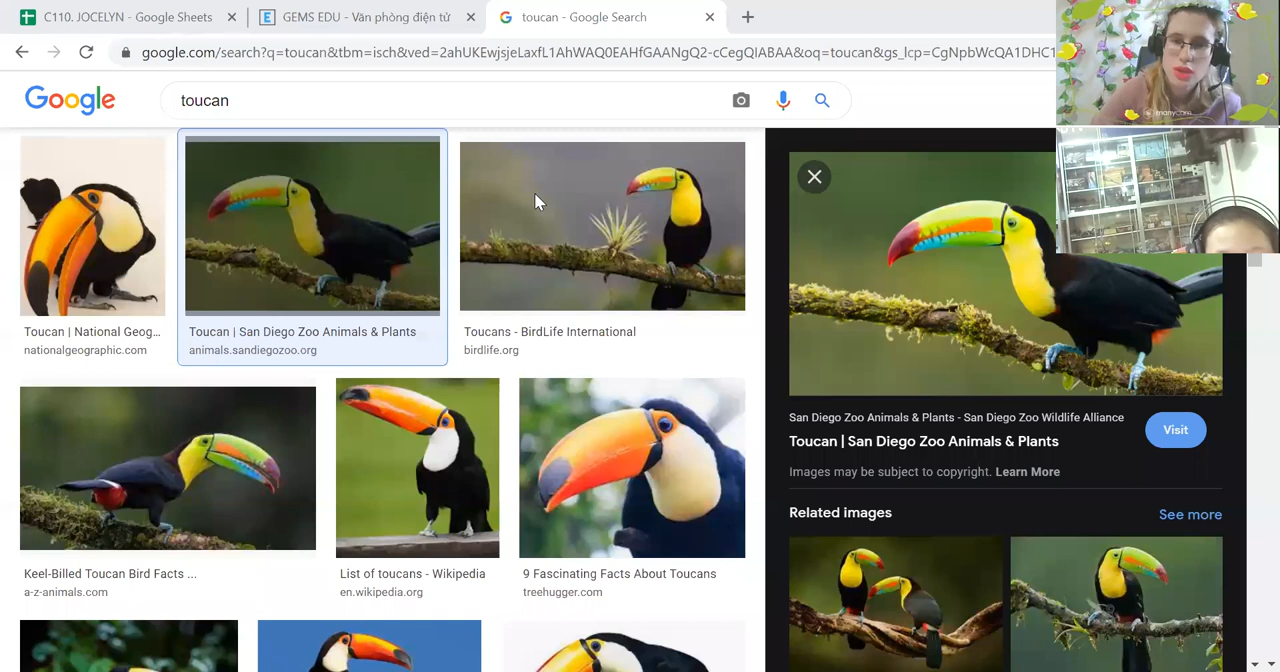 C110. JOCELYN - Google Sheets
GEMS EDU - Văn phòng điện tử
toucan - Google Search
google.com/search?q=toucan&tbm=isch&ved=2ahUKEwjsjeLaxfL1AhWAQ0EAHfGAANgQ2-cCegQIABAA&oq=toucan&gs_lcp=CgNpbWcQA1DHC1
Google
toucan
manycam
Toucan | National Geog...
nationalgeographic.com
Toucan | San Diego Zoo Animals & Plants
animals.sandiegozoo.org
Toucans - BirdLife International
birdlife.org
Keel-Billed Toucan Bird Facts ...
a-z-animals.com
List of toucans - Wikipedia
en.wikipedia.org
9 Fascinating Facts About Toucans
treehugger.com
San Diego Zoo Animals & Plants - San Diego Zoo Wildlife Alliance
Toucan | San Diego Zoo Animals & Plants
Visit
Images may be subject to copyright. Learn More
Related images
See more